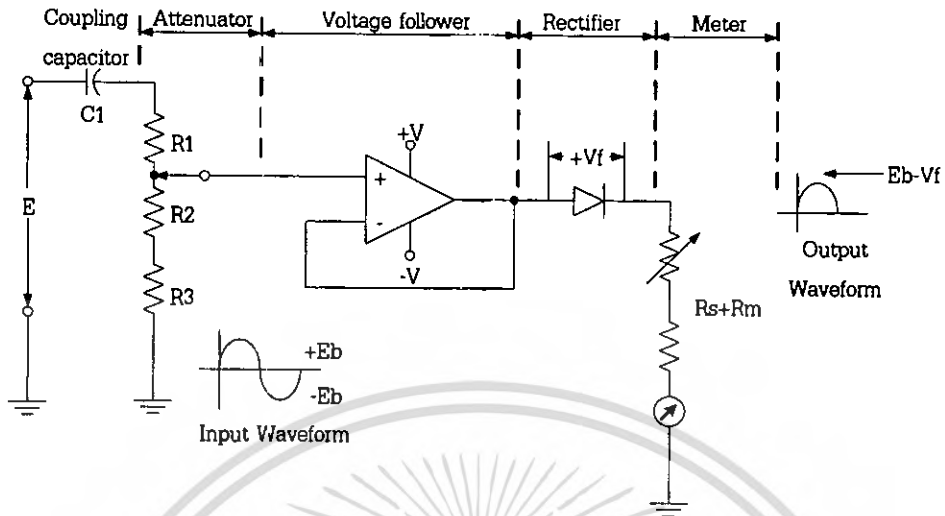 Coupling Attenuator Voltage follower Rectifier Meter
capacitor
C1
R1
+V
+Vf
Eb-Vf
+
E
R2
-
Output
-V
Waveform
R3
Rs+Rm
+Eb
-Eb
Input Waveform